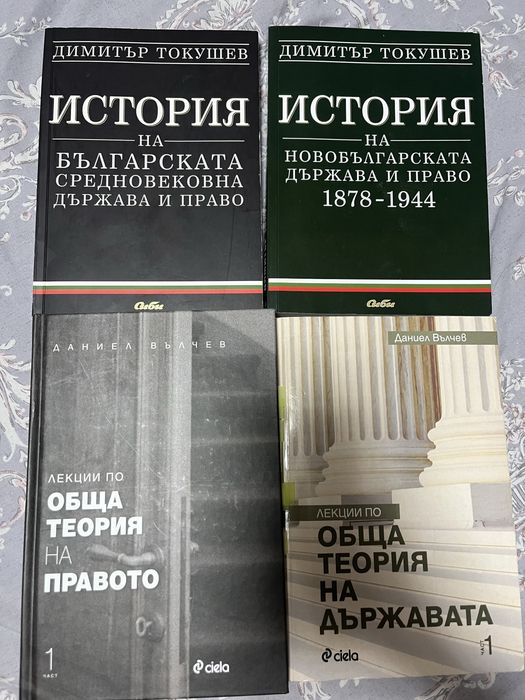 ДИМИТЪР ТОКУШЕВ
ИСТОРИЯ
НА
БЪЛГАРСКАТА
СРЕДНОВЕКОВНА
ДЪРЖАВА И ПРАВО
Сиби
ДИМИТЪР ТОКУШЕВ
ИСТОРИЯ
НА
НОВОБЪЛГАРСКАТА
ДЪРЖАВА И ПРАВО
1878-1944
Сиби
ДАНИЕЛ ВЪЛЧЕВ
ЛЕКЦИИ ПО
ОБЩА
ТЕОРИЯ
НА
ПРАВОТО
1
ЧАСТ
ciela
Даниел Вълчев
ЛЕКЦИИ ПО
ОБЩА
ТЕОРИЯ
НА
ДЪРЖАВАТА
ЧАСТ 1
ciela